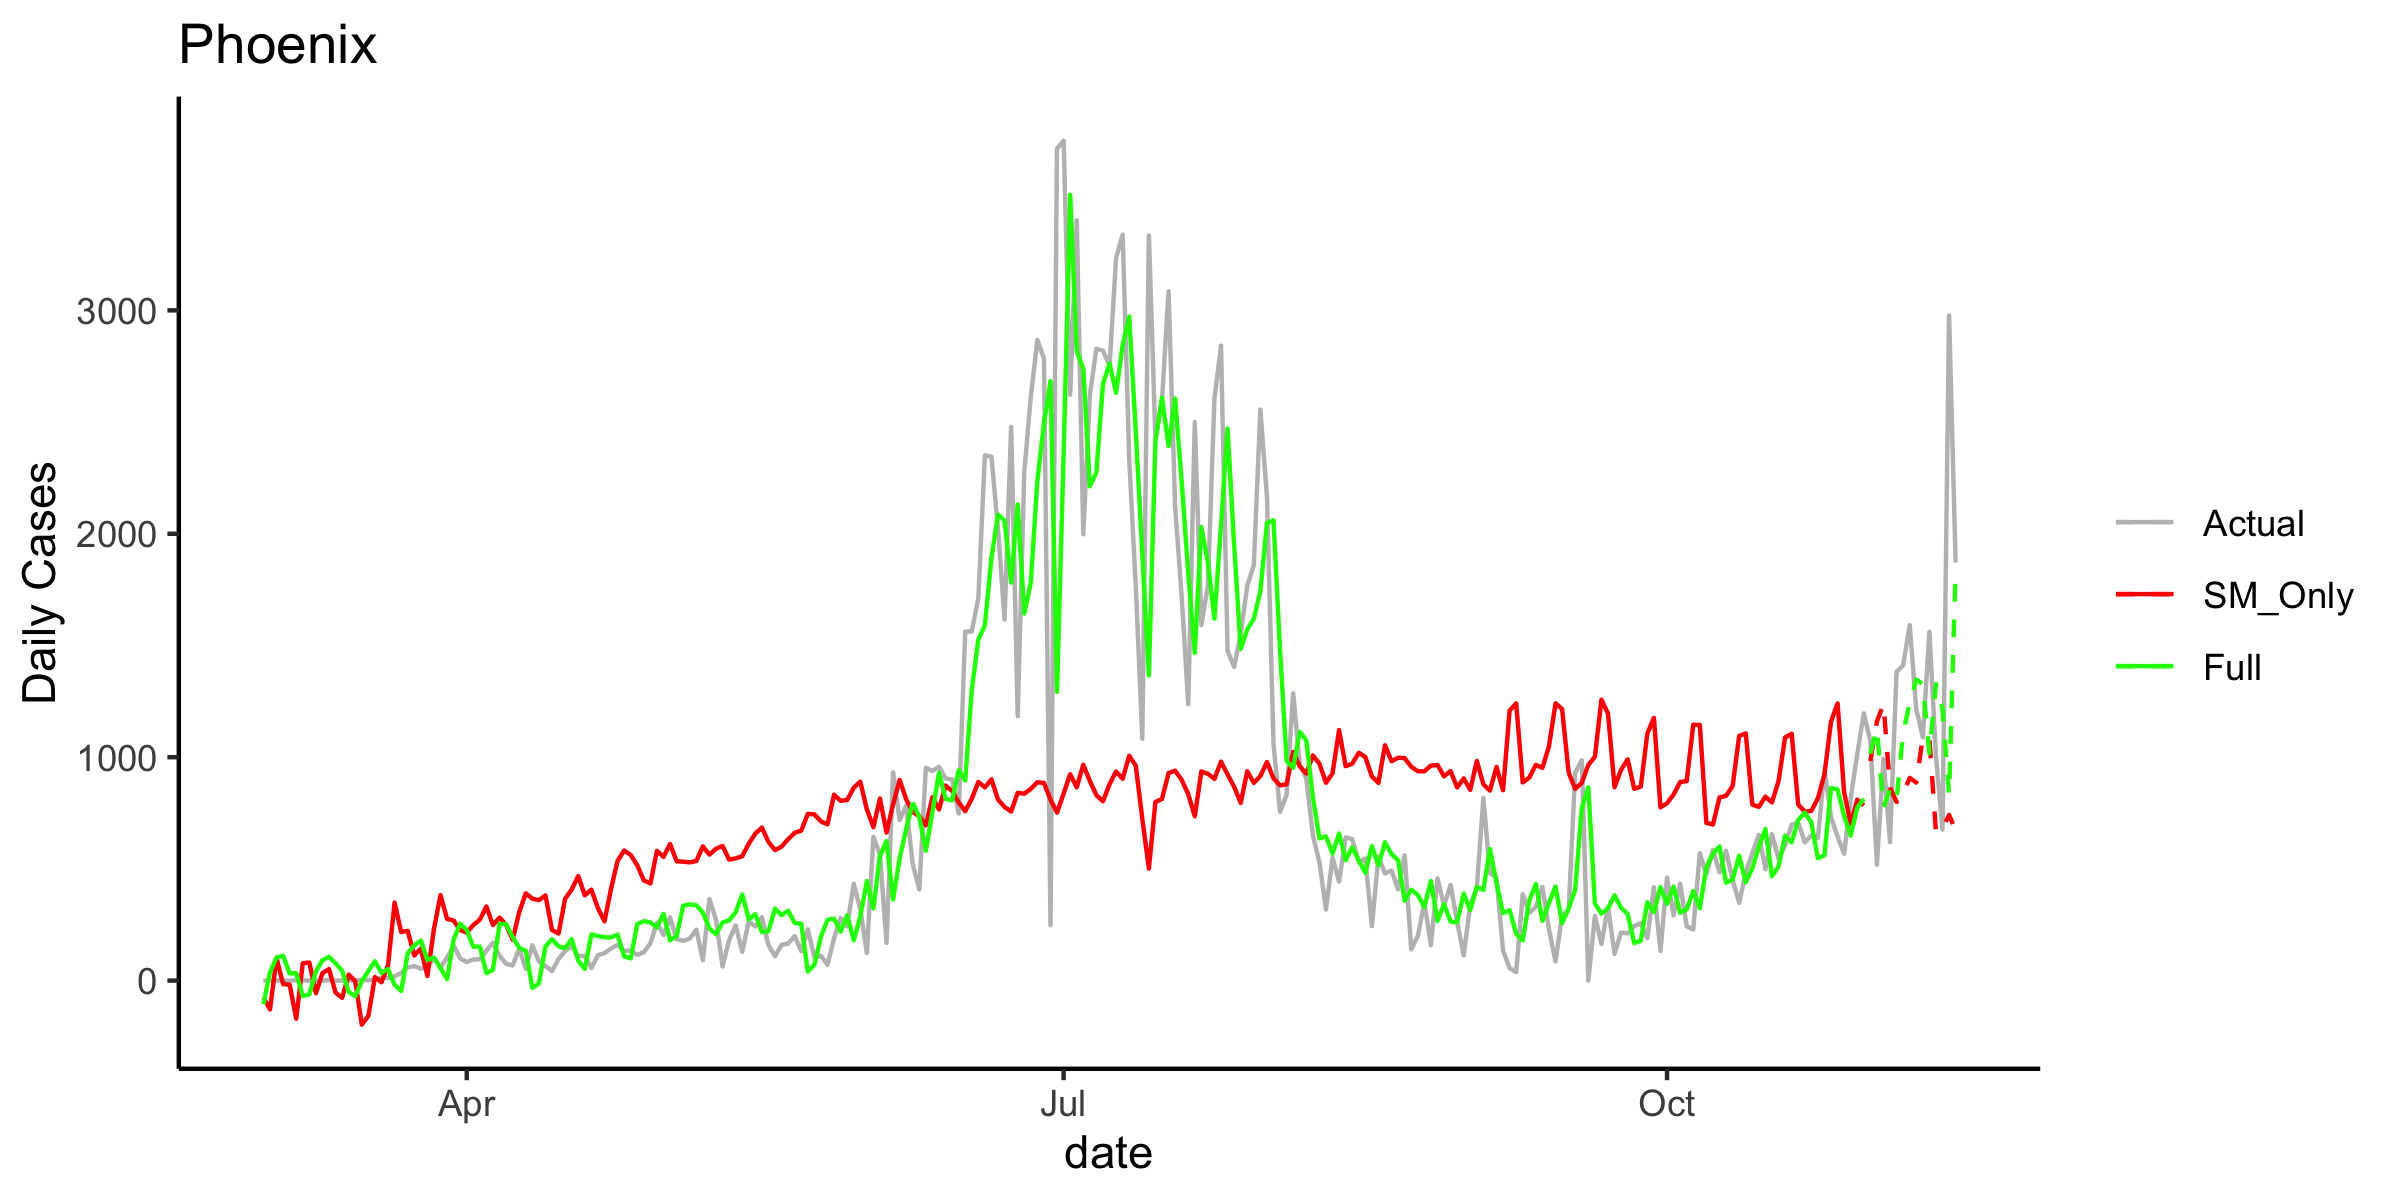 Phoenix
Daily Cases
3000
2000
1000
0
Apr
Jul
Oct
date
Actual
SM_Only
Full